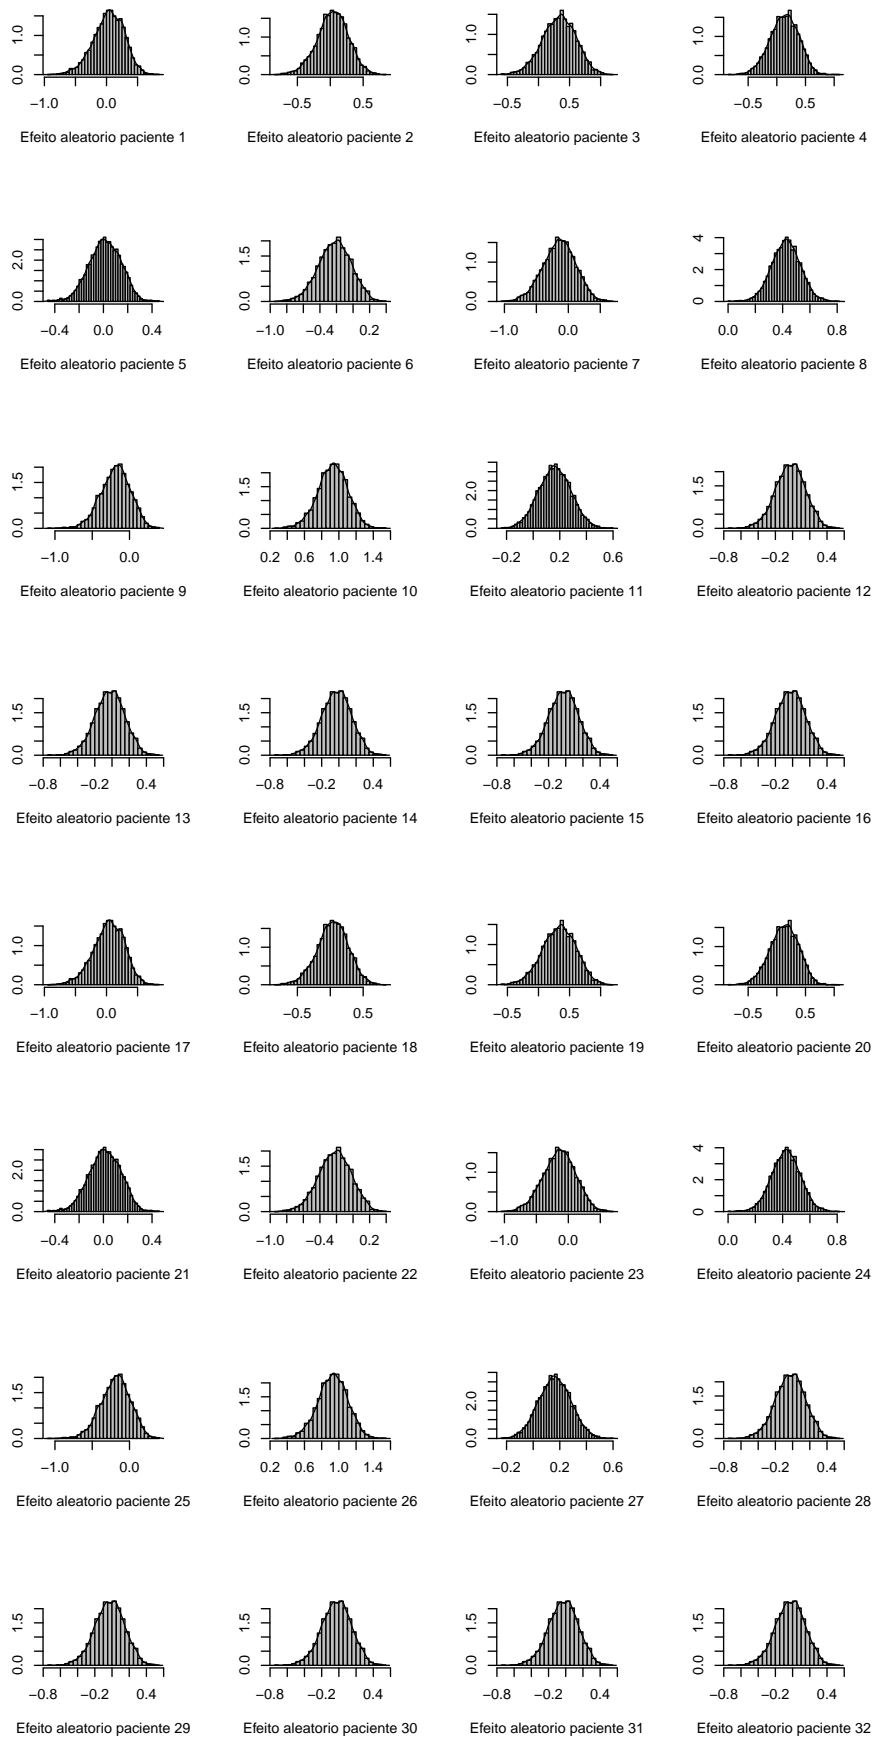 0.0 1.0 0.0 1.0 0.0 1.0 0.0 1.0
−1.0 0.0 −0.5 0.5 −0.5 0.5 −0.5 0.5
Efeito aleatorio paciente 1 Efeito aleatorio paciente 2 Efeito aleatorio paciente 3 Efeito aleatorio paciente 4
0.0 2.0 0.0 1.5 0.0 1.0 0 2 4
−0.4 0.0 0.4 −1.0 −0.4 0.2 −1.0 0.0 0.0 0.4 0.8
Efeito aleatorio paciente 5 Efeito aleatorio paciente 6 Efeito aleatorio paciente 7 Efeito aleatorio paciente 8
0.0 1.5 0.0 1.5 0.0 2.0 0.0 1.5
−1.0 0.0 0.2 0.6 1.0 1.4 −0.2 0.2 0.6 −0.8 −0.2 0.4
Efeito aleatorio paciente 9 Efeito aleatorio paciente 10 Efeito aleatorio paciente 11 Efeito aleatorio paciente 12
0.0 1.5 0.0 1.5 0.0 1.5 0.0 1.5
−0.8 −0.2 0.4 −0.8 −0.2 0.4 −0.8 −0.2 0.4 −0.8 −0.2 0.4
Efeito aleatorio paciente 13 Efeito aleatorio paciente 14 Efeito aleatorio paciente 15 Efeito aleatorio paciente 16
0.0 1.0 0.0 1.0 0.0 1.0 0.0 1.0
−1.0 0.0 −0.5 0.5 −0.5 0.5 −0.5 0.5
Efeito aleatorio paciente 17 Efeito aleatorio paciente 18 Efeito aleatorio paciente 19 Efeito aleatorio paciente 20
0.0 2.0 0.0 1.5 0.0 1.0 0 2 4
−0.4 0.0 0.4 −1.0 −0.4 0.2 −1.0 0.0 0.0 0.4 0.8
Efeito aleatorio paciente 21 Efeito aleatorio paciente 22 Efeito aleatorio paciente 23 Efeito aleatorio paciente 24
0.0 1.5 0.0 1.5 0.0 2.0 0.0 1.5
−1.0 0.0 0.2 0.6 1.0 1.4 −0.2 0.2 0.6 −0.8 −0.2 0.4
Efeito aleatorio paciente 25 Efeito aleatorio paciente 26 Efeito aleatorio paciente 27 Efeito aleatorio paciente 28
0.0 1.5 0.0 1.5 0.0 1.5 0.0 1.5
−0.8 −0.2 0.4 −0.8 −0.2 0.4 −0.8 −0.2 0.4 −0.8 −0.2 0.4
Efeito aleatorio paciente 29 Efeito aleatorio paciente 30 Efeito aleatorio paciente 31 Efeito aleatorio paciente 32